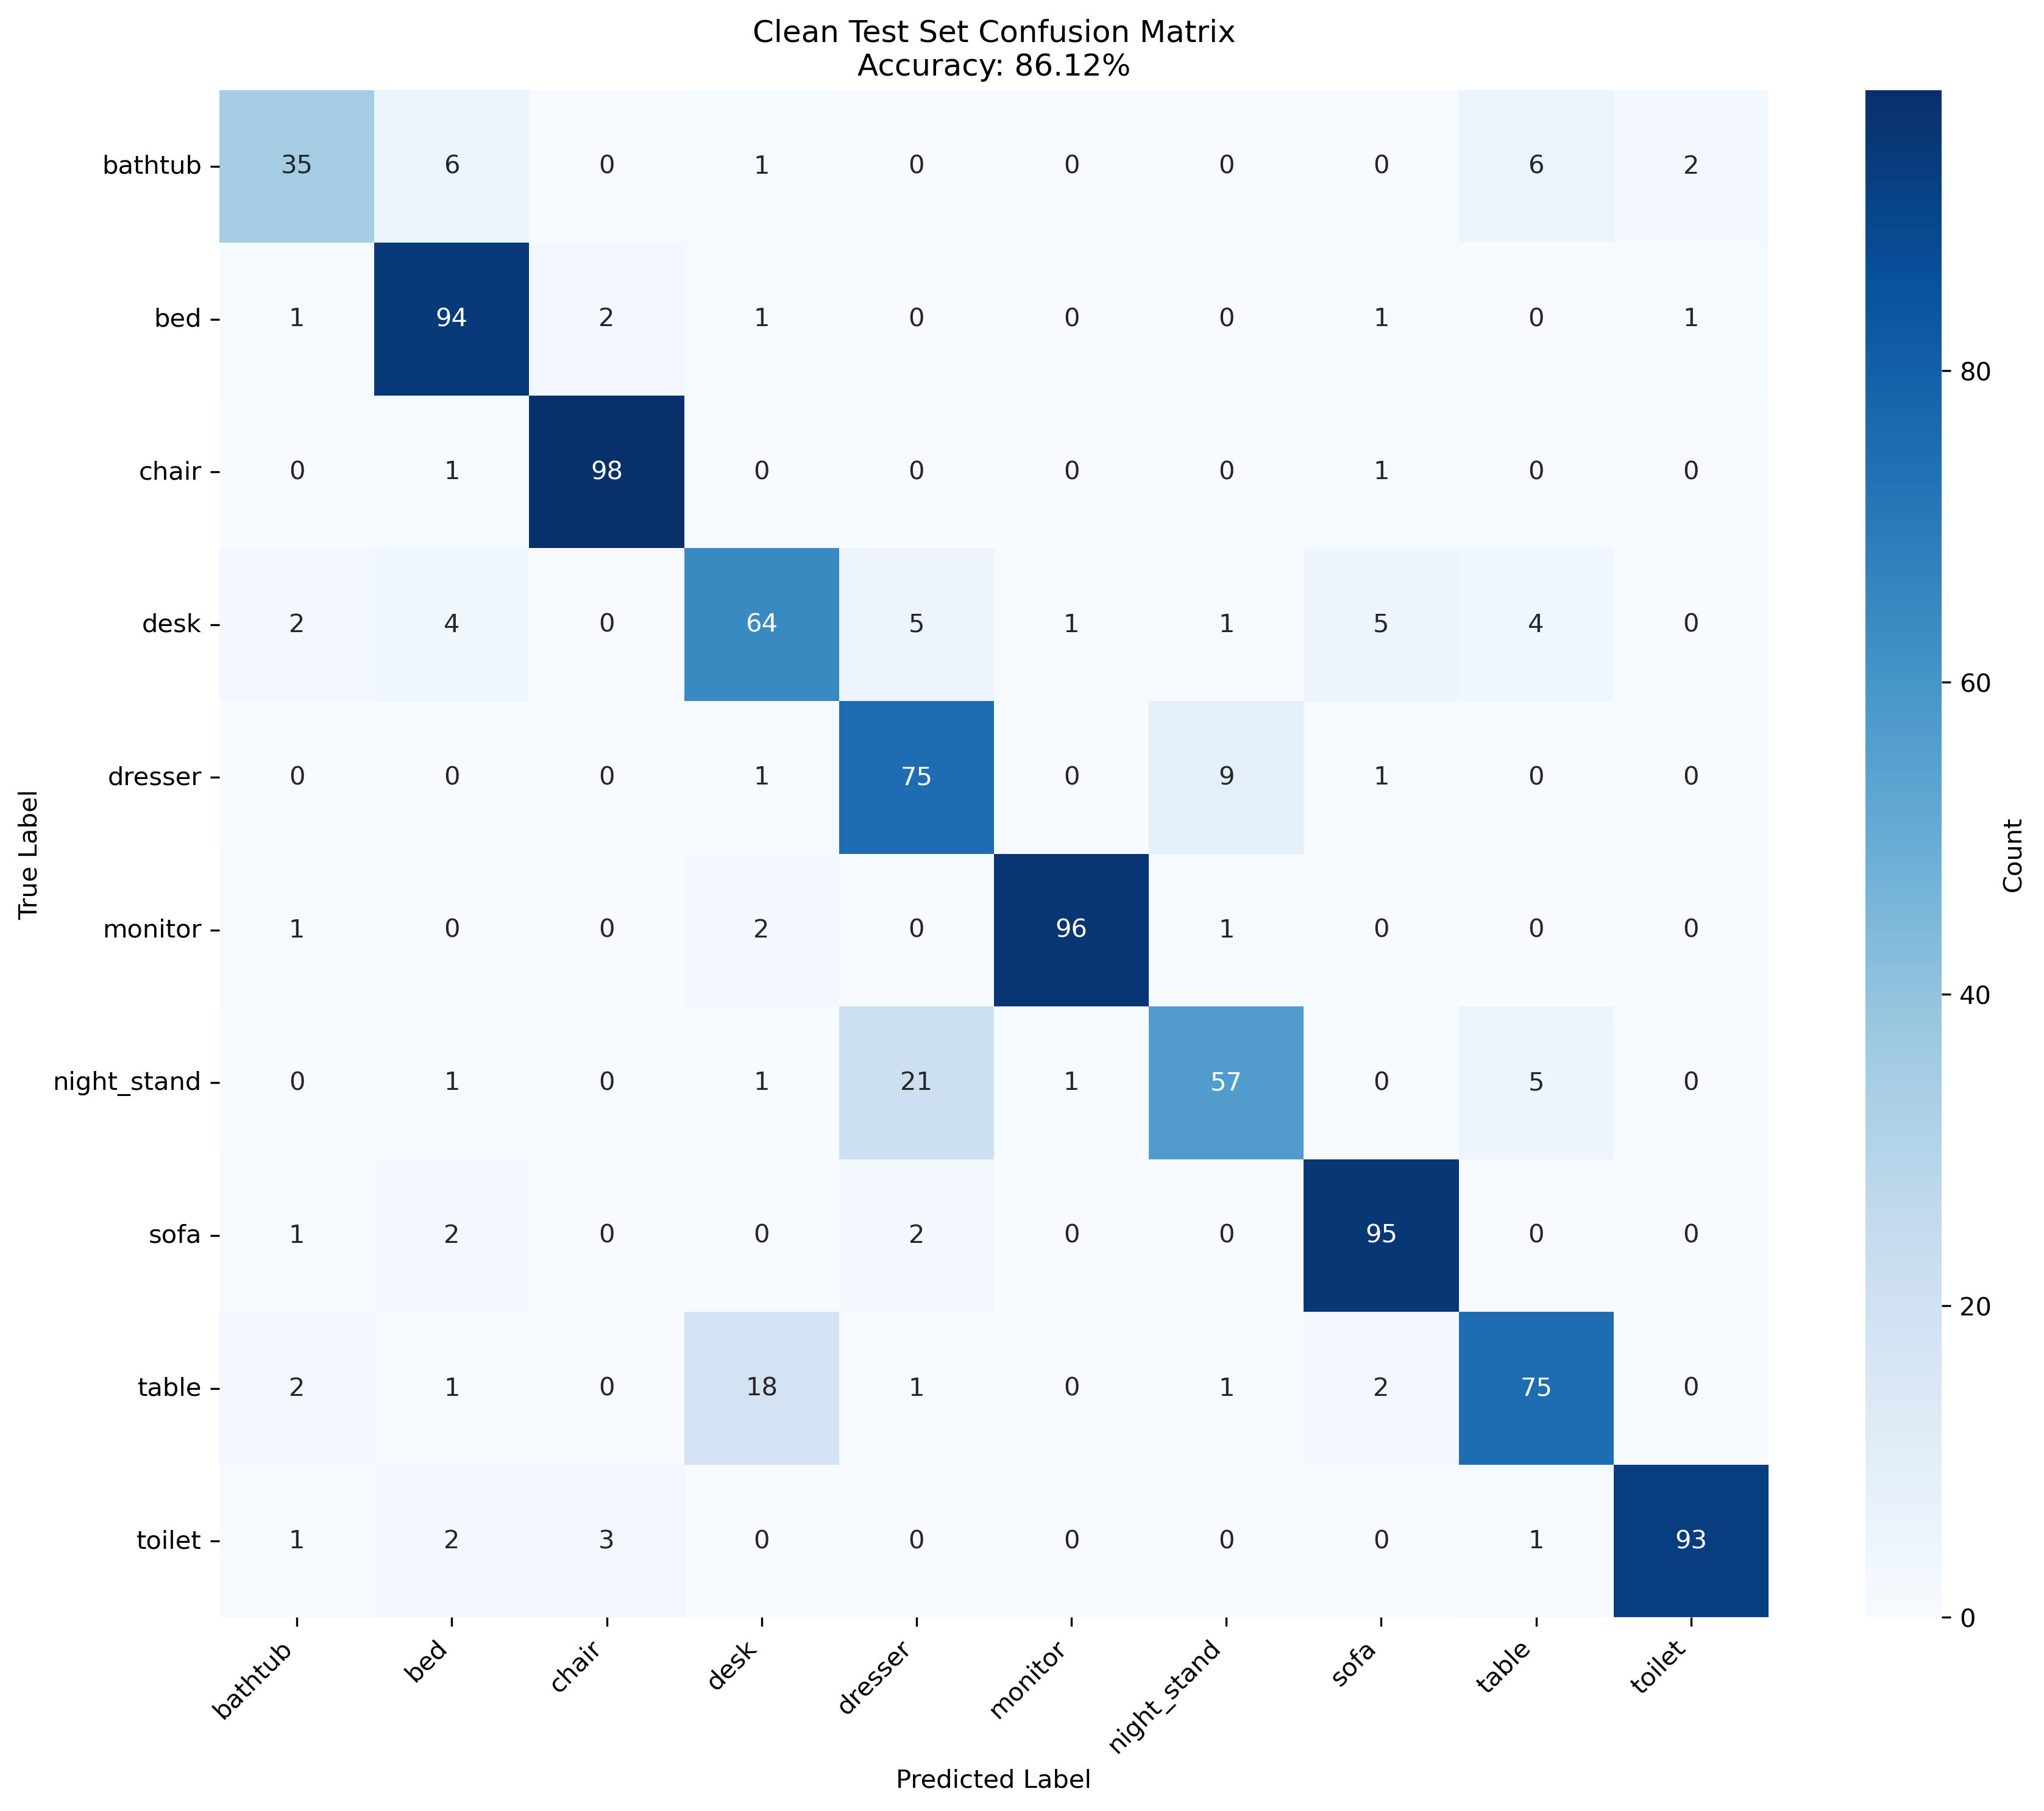 Clean Test Set Confusion Matrix
Accuracy: 86.12%
True Label
bathtub 35 6 0 1 0 0 0 0 6 2
bed 1 94 2 1 0 0 0 1 0 1
chair 0 1 98 0 0 0 0 1 0 0
desk 2 4 0 64 5 1 1 5 4 0
dresser 0 0 0 1 75 0 9 1 0 0
monitor 1 0 0 2 0 96 1 0 0 0
night_stand 0 1 0 1 21 1 57 0 5 0
sofa 1 2 0 0 2 0 0 95 0 0
table 2 1 0 18 1 0 1 2 75 0
toilet 1 2 3 0 0 0 0 0 1 93
bathtub bed chair desk dresser monitor night_stand sofa table toilet
Predicted Label
80
60
40
20
0
Count